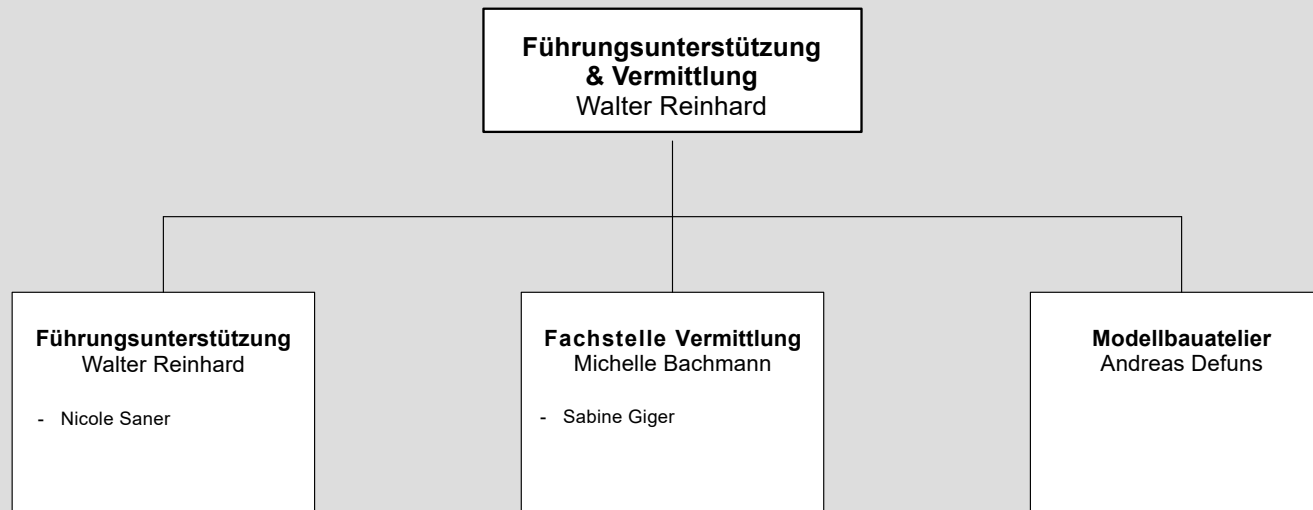 Führungsunterstützung
& Vermittlung
Walter Reinhard
Führungsunterstützung
Walter Reinhard
- Nicole Saner
Fachstelle Vermittlung
Michelle Bachmann
- Sabine Giger
Modellbauatelier
Andreas Defuns